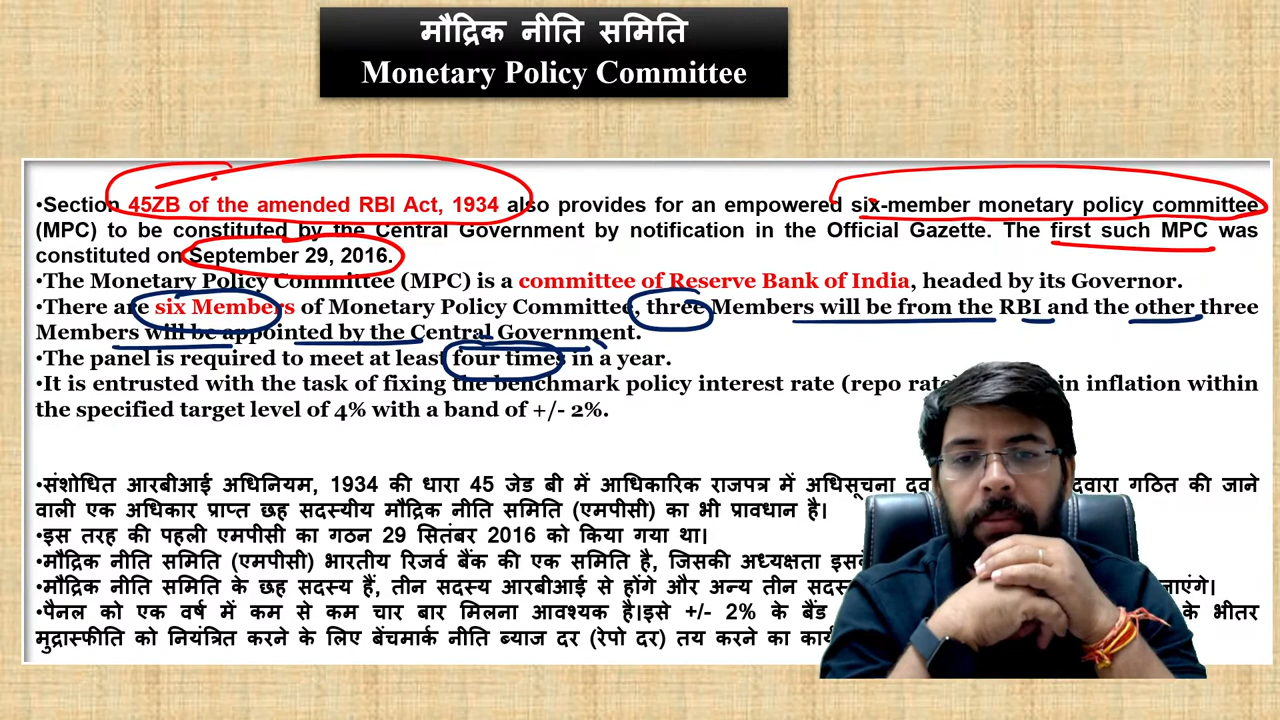 मौद्रिक नीति समिति
Monetary Policy Committee
•Section 45ZB of the amended RBI Act, 1934 also provides for an empowered six-member monetary policy committee
(MPC) to be constituted by the Central Government by notification in the Official Gazette. The first such MPC was
constituted on September 29, 2016.
•The Monetary Policy Committee (MPC) is a committee of Reserve Bank of India, headed by its Governor.
•There are six Members of Monetary Policy Committee, three Members will be from the RBI and the other three
Members will be appointed by the Central Government.
•The panel is required to meet at least four times in a year.
•It is entrusted with the task of fixing the benchmark policy interest rate (repo rate) in inflation within
the specified target level of 4% with a band of +/- 2%.
•संशोधित आरबीआई अधिनियम, 1934 की धारा 45 जेड बी में आधिकारिक राजपत्र में अधिसूचना दवारा गठित की जाने
वाली एक अधिकार प्राप्त छह सदस्यीय मौद्रिक नीति समिति (एमपीसी) का भी प्रावधान है।
•इस तरह की पहली एमपीसी का गठन 29 सितंबर 2016 को किया गया था।
•मौद्रिक नीति समिति (एमपीसी) भारतीय रिजर्व बैंक की एक समिति है, जिसकी अध्यक्षता
•मौद्रिक नीति समिति के छह सदस्य हैं, तीन सदस्य आरबीआई से होंगे और अन्य तीन जाएंगे।
•पैनल को एक वर्ष में कम से कम चार बार मिलना आवश्यक है।इसे +/- 2% के बैंड के भीतर
मुद्रास्फीति को नियंत्रित करने के लिए बेंचमार्क नीति ब्याज दर (रेपो दर) तय करने का